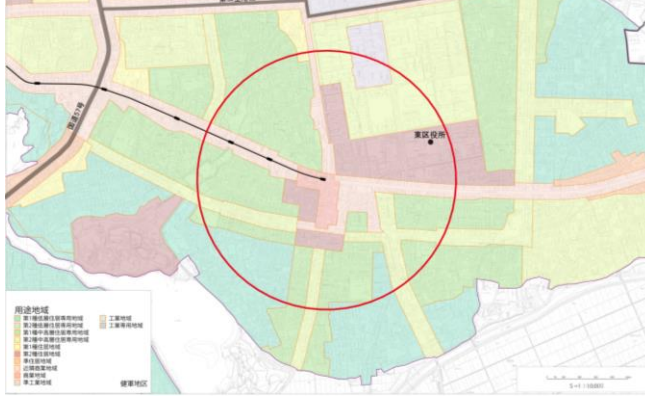 国道57号
東区役所
用途地域
第1種低層住居専用地域
第2種低層住居専用地域
第1種中高層住居専用地域
第2種中高層住居専用地域
第1種住居地域
第2種住居地域
準住居地域
近隣商業地域
商業地域
準工業地域
工業地域
工業専用地域
健軍地区